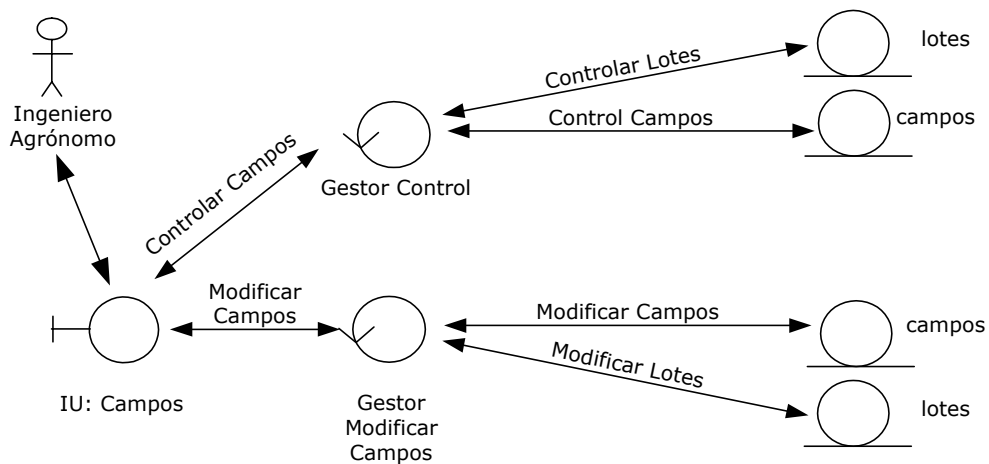 lotes
Controlar Lotes
Ingeniero
Agrónomo
Control Campos
campos
Controlar Campos
Gestor Control
Modificar
Campos
Modificar Campos
campos
Modificar Lotes
IU: Campos
Gestor
Modificar
Campos
lotes